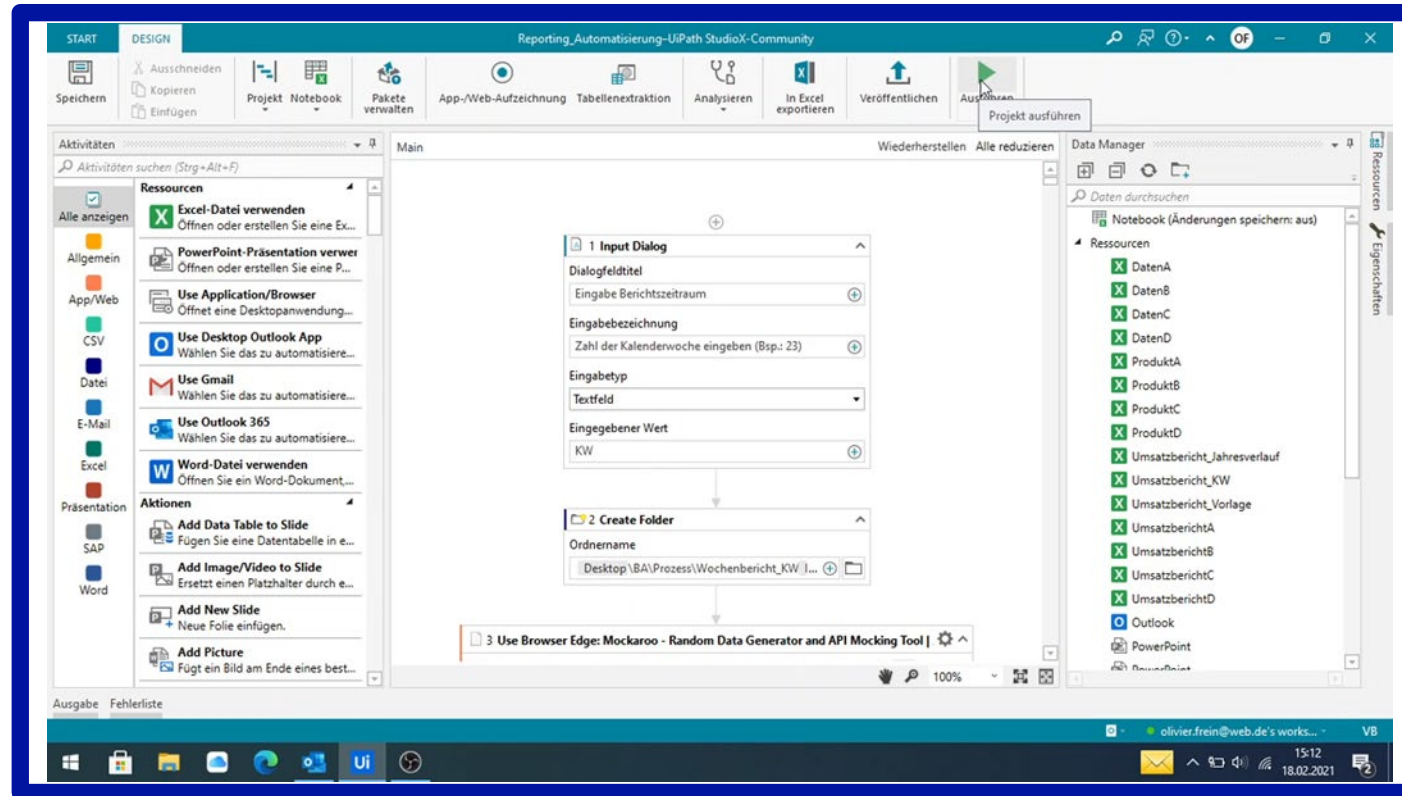 START DESIGN Reporting_Automatisierung-UiPath StudioX-Community OF
Speichern
Ausschneiden
Kopieren
Einfügen
Projekt Notebook
Pakete verwalten
App-/Web-Aufzeichnung Tabellenextraktion Analysieren
In Excel exportieren
Veröffentlichen
Ausführen
Projekt ausführen
Aktivitäten
Aktivitäten suchen (Strg+Alt+F)
Alle anzeigen
Allgemein
App/Web
CSV
Datei
E-Mail
Excel
Präsentation
SAP
Word
Ressourcen
Excel-Datei verwenden
Öffnen oder erstellen Sie eine Ex...
PowerPoint-Präsentation verwer
Öffnen oder erstellen Sie eine P...
Use Application/Browser
Öffnet eine Desktopanwendung...
Use Desktop Outlook App
Wählen Sie das zu automatisiere...
Use Gmail
Wählen Sie das zu automatisiere...
Use Outlook 365
Wählen Sie das zu automatisiere...
Word-Datei verwenden
Öffnen Sie ein Word-Dokument,...
Aktionen
Add Data Table to Slide
Fügen Sie eine Datentabelle in e...
Add Image/Video to Slide
Ersetzt einen Platzhalter durch e...
Add New Slide
Neue Folie einfügen.
Add Picture
Fügt ein Bild am Ende eines best...
Main Wiederherstellen Alle reduzieren
1 Input Dialog
Dialogfeldtitel
Eingabe Berichtszeitraum
Eingabebezeichnung
Zahl der Kalenderwoche eingeben (Bsp.: 23)
Eingabetyp
Textfeld
Eingegebener Wert
KW
2 Create Folder
Ordnername
Desktop \BA\Prozess\Wochenbericht_KW I...
3 Use Browser Edge: Mockaroo - Random Data Generator and API Mocking Tool |
100%
Data Manager
Daten durchsuchen
Notebook (Änderungen speichern: aus)
Ressourcen
DatenA
DatenB
DatenC
DatenD
ProduktA
ProduktB
ProduktC
ProduktD
Umsatzbericht_Jahresverlauf
Umsatzbericht_KW
Umsatzbericht_Vorlage
UmsatzberichtA
UmsatzberichtB
UmsatzberichtC
UmsatzberichtD
Outlook
PowerPoint
PowerPoint
Ressourcen
Eigenschaften
Ausgabe Fehlerliste
olivier.frein@web.de's works... VB
Ui
15:12
18.02.2021
2